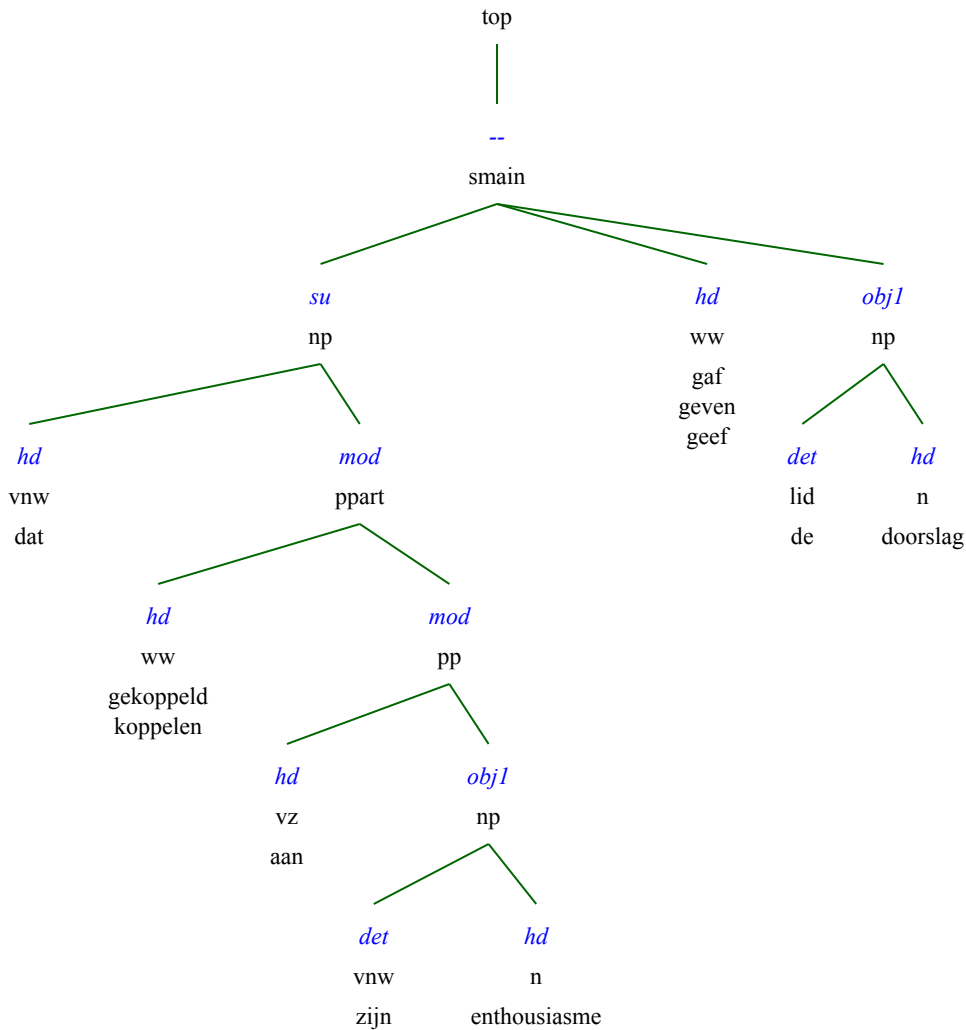 top
--
smain
su hd obj1
np ww np
gaf
geven
geef
hd mod det hd
vnw ppart lid n
dat de doorslag
hd mod
ww pp
gekoppeld
koppelen
hd obj1
vz np
aan
det hd
vnw n
zijn enthousiasme